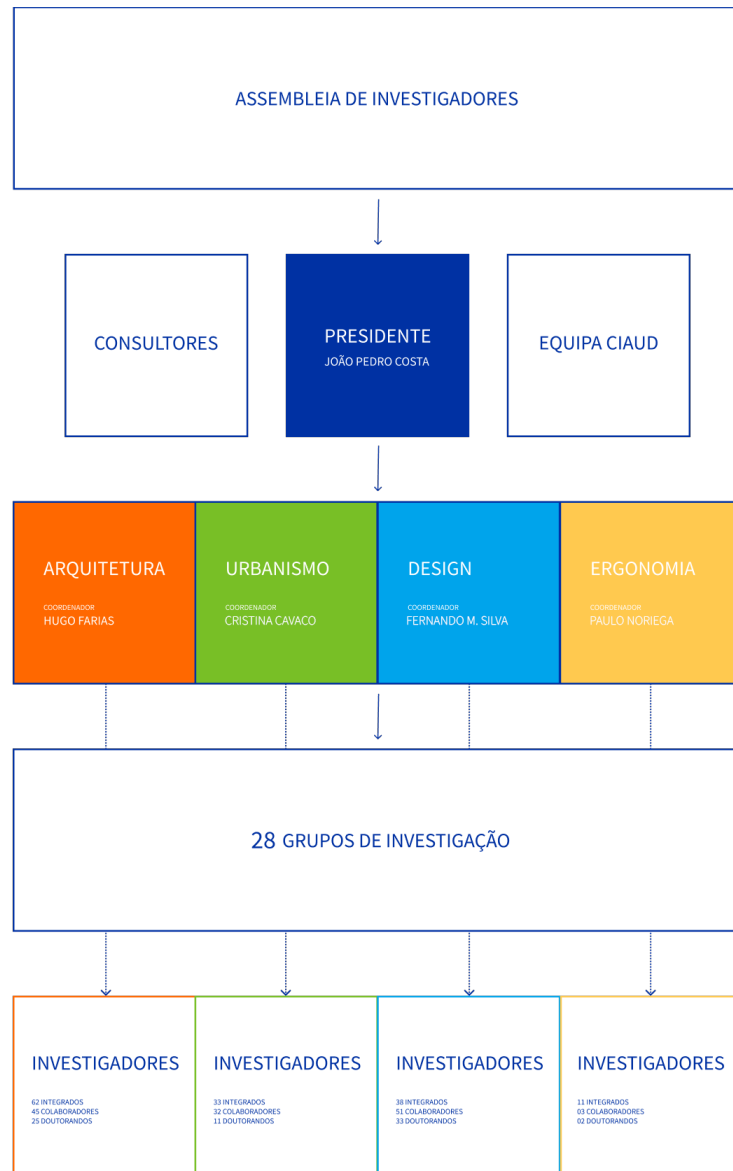 ASSEMBLEIA DE INVESTIGADORES
CONSULTORES
PRESIDENTE
JOÃO PEDRO COSTA
EQUIPA CIAUD
ARQUITETURA
COORDENADOR
HUGO FARIAS
URBANISMO
COORDENADOR
CRISTINA CAVACO
DESIGN
COORDENADOR
FERNANDO M. SILVA
ERGONOMIA
COORDENADOR
PAULO NORIEGA
28 GRUPOS DE INVESTIGAÇÃO
INVESTIGADORES
62 INTEGRADOS
45 COLABORADORES
25 DOUTORANDOS
INVESTIGADORES
33 INTEGRADOS
32 COLABORADORES
11 DOUTORANDOS
INVESTIGADORES
38 INTEGRADOS
51 COLABORADORES
33 DOUTORANDOS
INVESTIGADORES
11 INTEGRADOS
03 COLABORADORES
02 DOUTORANDOS